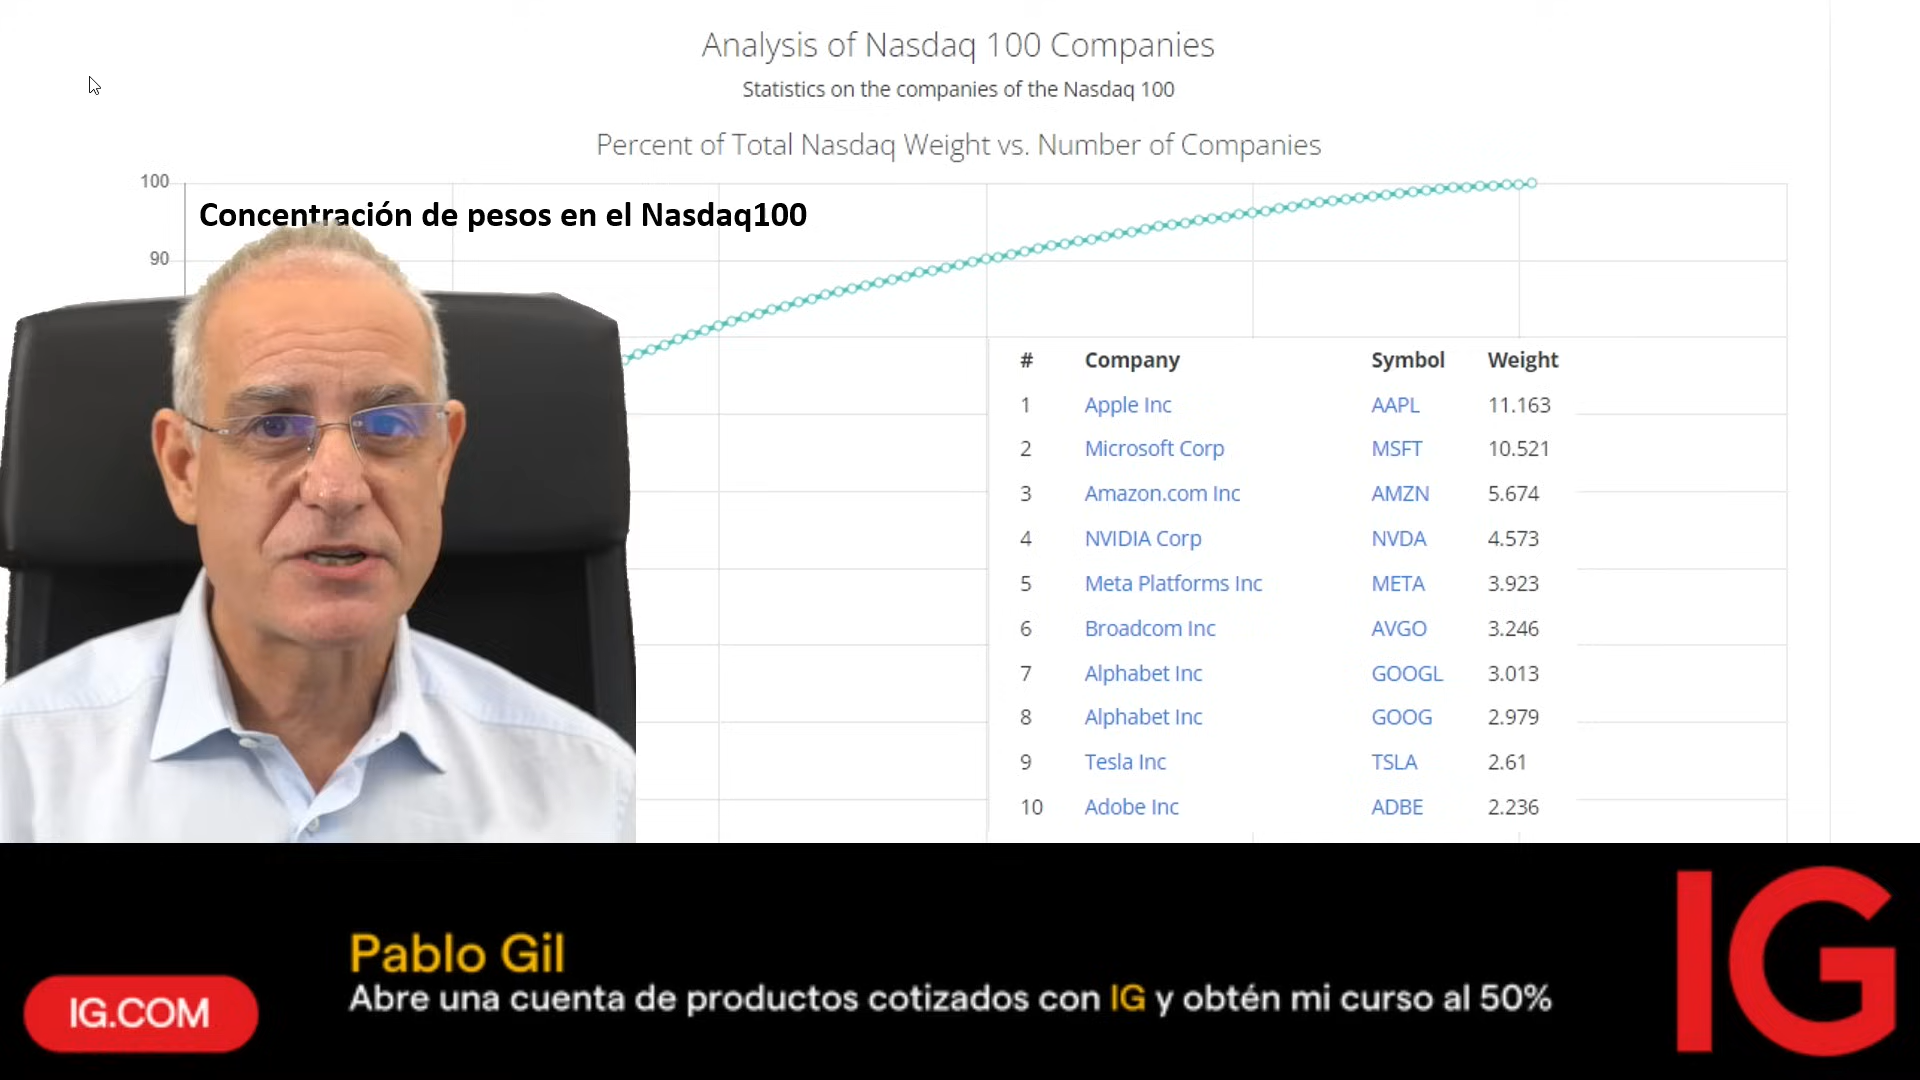 Analysis of Nasdaq 100 Companies
Statistics on the companies of the Nasdaq 100
Percent of Total Nasdaq Weight vs. Number of Companies
100
Concentración de pesos en el Nasdaq100
90
# Company Symbol Weight
1 Apple Inc AAPL 11.163
2 Microsoft Corp MSFT 10.521
3 Amazon.com Inc AMZN 5.674
4 NVIDIA Corp NVDA 4.573
5 Meta Platforms Inc META 3.923
6 Broadcom Inc AVGO 3.246
7 Alphabet Inc GOOGL 3.013
8 Alphabet Inc GOOG 2.979
9 Tesla Inc TSLA 2.61
10 Adobe Inc ADBE 2.236
Pablo Gil
Abre una cuenta de productos cotizados con IG y obtén mi curso al 50%
IG.COM
IG